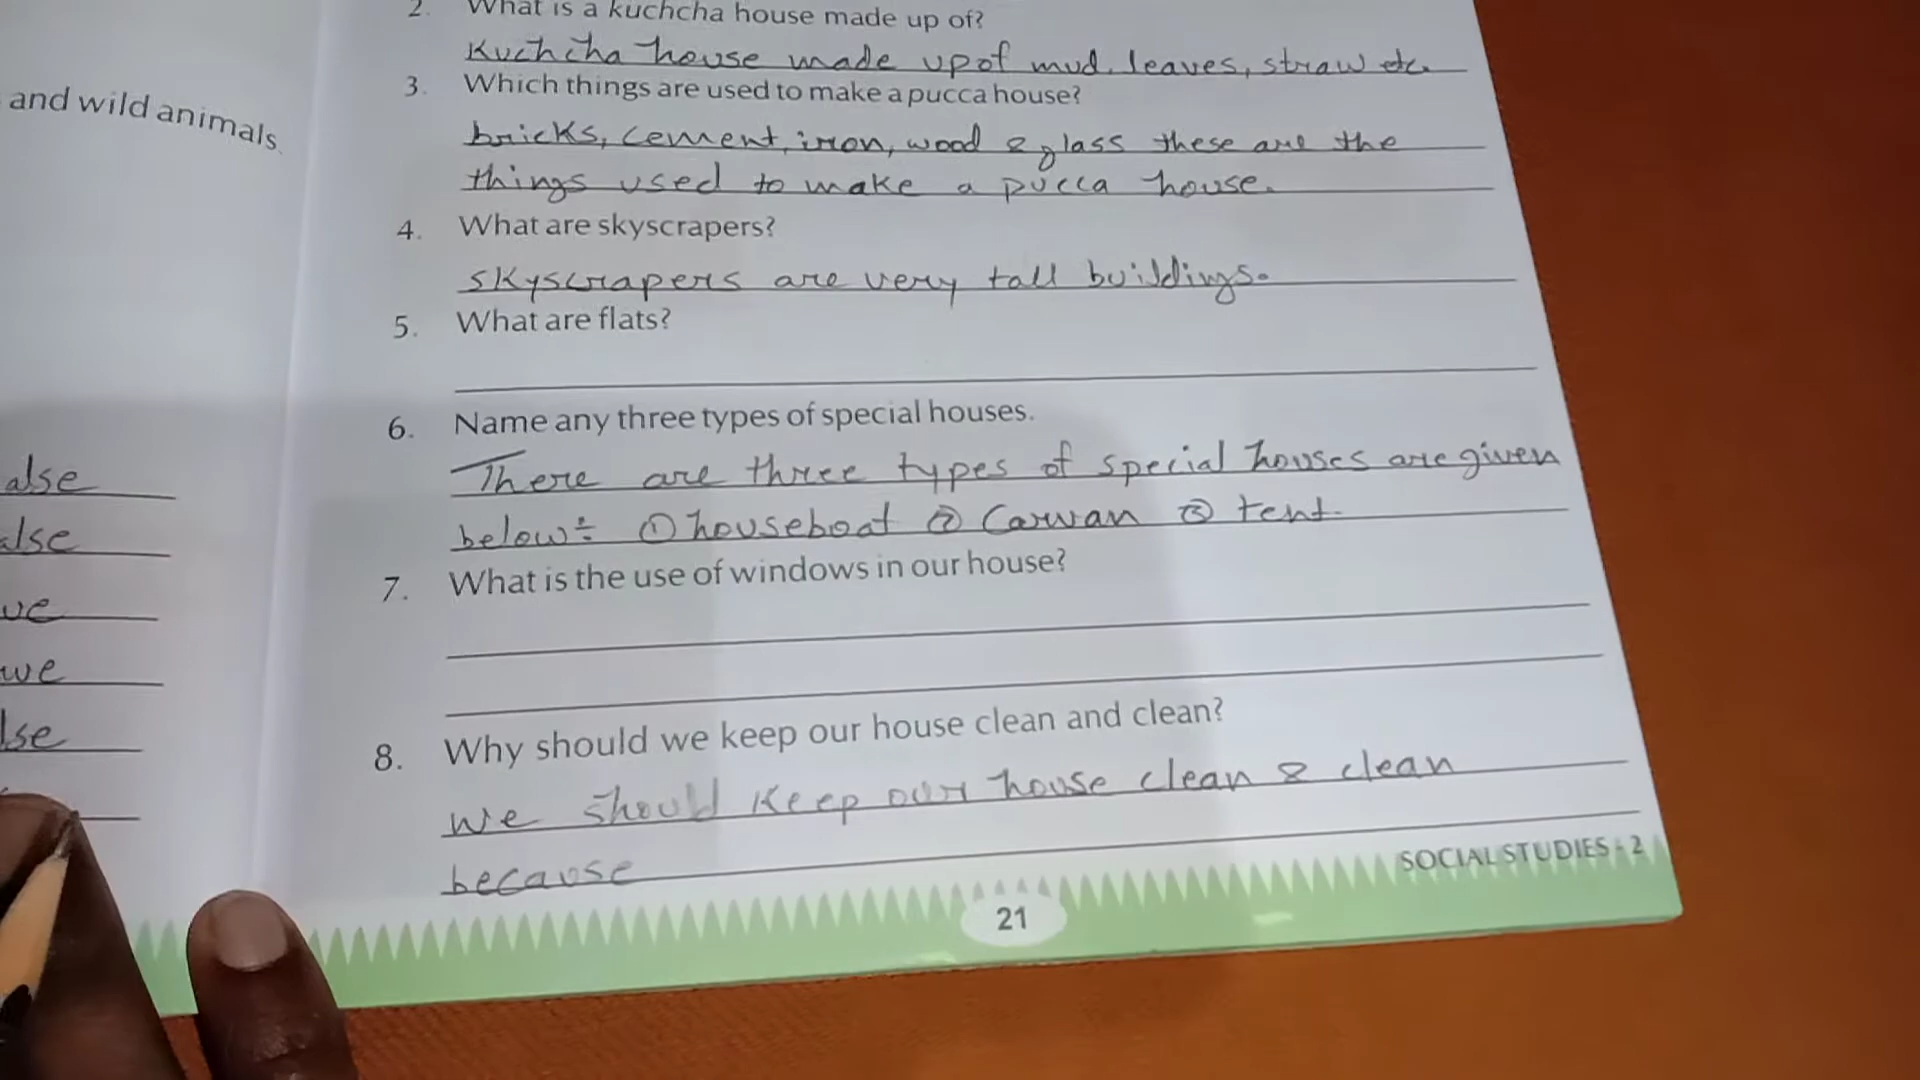 2. What is a kuchcha house made up of?
Kuchcha house made upof mud, leaves, straw etc.
and wild animals.
3. Which things are used to make a pucca house?
bricks, cement, iron, wood & glass these are the
things used to make a pucca house.
4. What are skyscrapers?
skyscrapers are very tall buildings.
5. What are flats?
6. Name any three types of special houses.
There are three types of special houses are given
below÷ ① houseboat ② Carwan ③ tent.
7. What is the use of windows in our house?
8. Why should we keep our house clean and clean?
we should keep our house clean & clean
because
alse
alse
ue
we
lse
SOCIAL STUDIES - 2
21